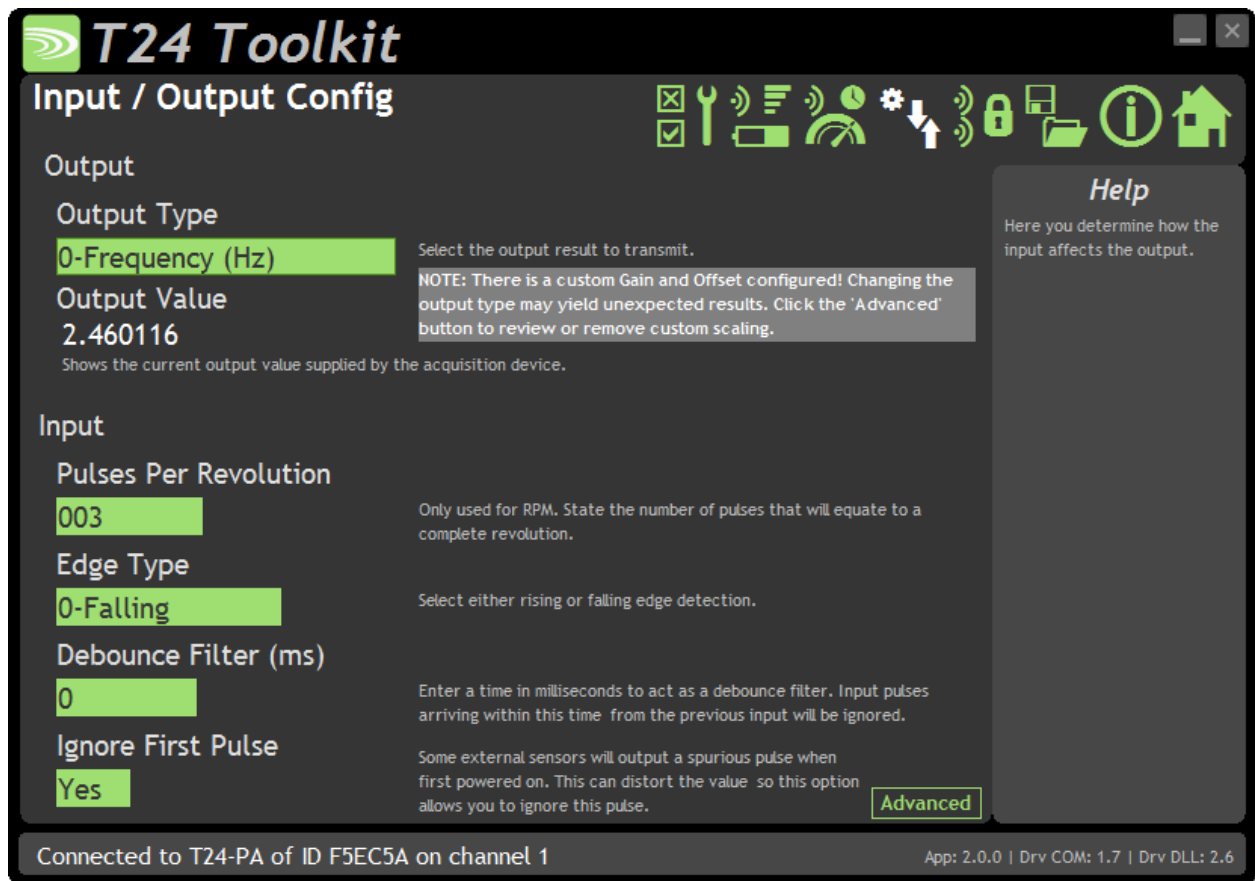 T24 Toolkit
Input / Output Config
Output
Output Type
0-Frequency (Hz)
Select the output result to transmit.
NOTE: There is a custom Gain and Offset configured! Changing the
output type may yield unexpected results. Click the 'Advanced'
button to review or remove custom scaling.
Output Value
2.460116
Shows the current output value supplied by the acquisition device.
Input
Pulses Per Revolution
003
Only used for RPM. State the number of pulses that will equate to a
complete revolution.
Edge Type
0-Falling
Select either rising or falling edge detection.
Debounce Filter (ms)
0
Enter a time in milliseconds to act as a debounce filter. Input pulses
arriving within this time from the previous input will be ignored.
Ignore First Pulse
Yes
Some external sensors will output a spurious pulse when
first powered on. This can distort the value so this option
allows you to ignore this pulse.
Advanced
Help
Here you determine how the
input affects the output.
Connected to T24-PA of ID F5EC5A on channel 1
App: 2.0.0 | Drv COM: 1.7 | Drv DLL: 2.6